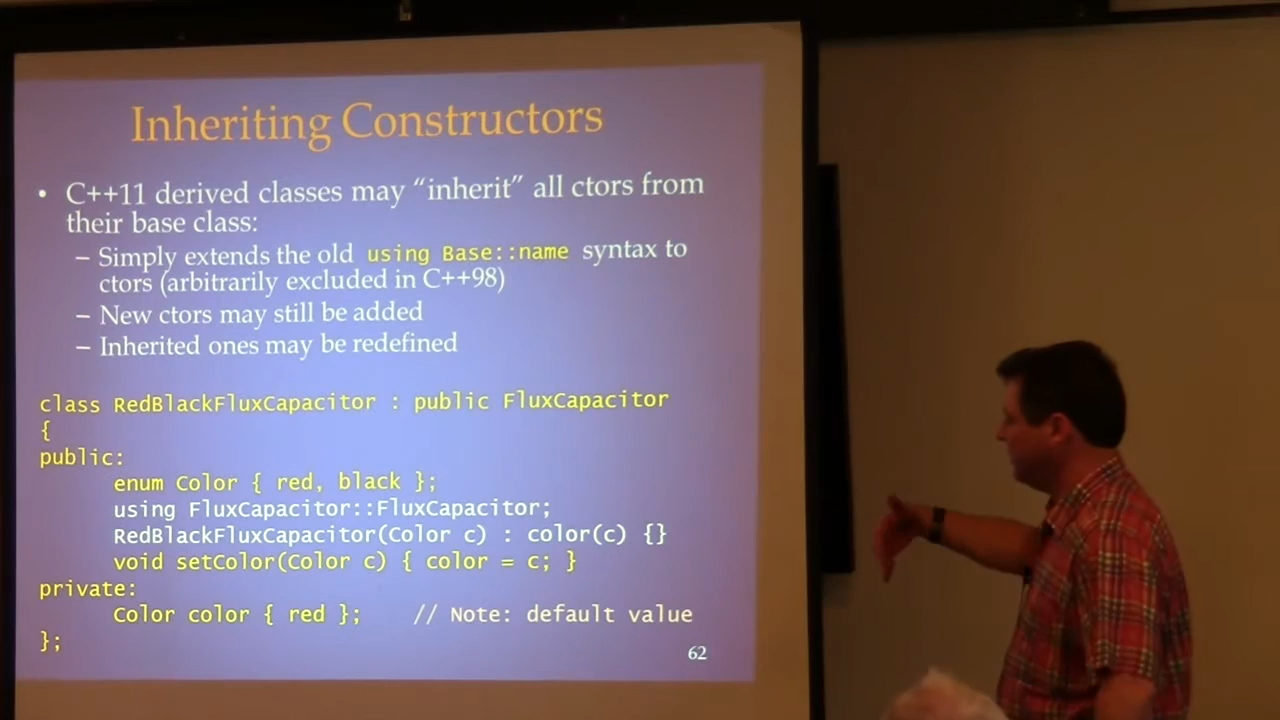 Inheriting Constructors
• C++11 derived classes may “inherit” all ctors from
their base class:
– Simply extends the old using Base::name syntax to
ctors (arbitrarily excluded in C++98)
– New ctors may still be added
– Inherited ones may be redefined
class RedBlackFluxCapacitor : public FluxCapacitor
{
public:
enum Color { red, black };
using FluxCapacitor::FluxCapacitor;
RedBlackFluxCapacitor(Color c) : color(c) {}
void setColor(Color c) { color = c; }
private:
Color color { red }; // Note: default value
};
62